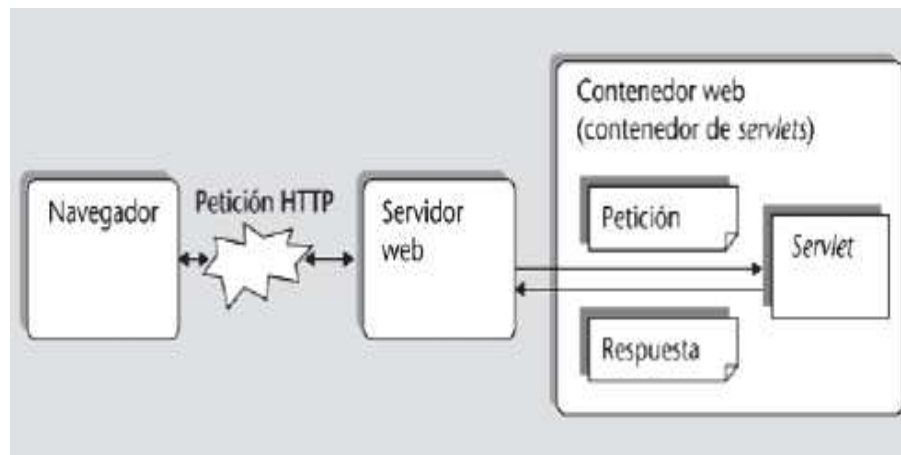 Contenedor web
(contenedor de servlets)
Navegador
Petición HTTP
Servidor
web
Petición
Servlet
Respuesta